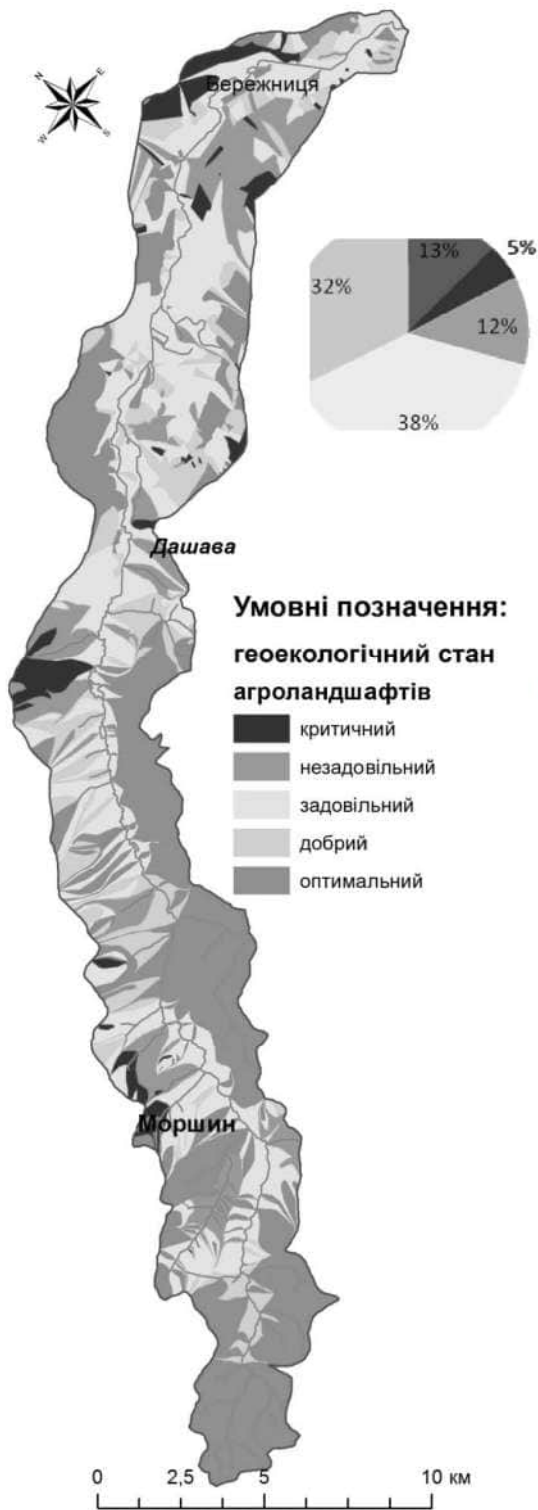 N
E
W
S
Бережниця
13%
5%
32%
12%
38%
Дашава
Умовні позначення:
геоекологічний стан
агроландшафтів
критичний
незадовільний
задовільний
добрий
оптимальний
Моршин
0 2,5 5 10 км